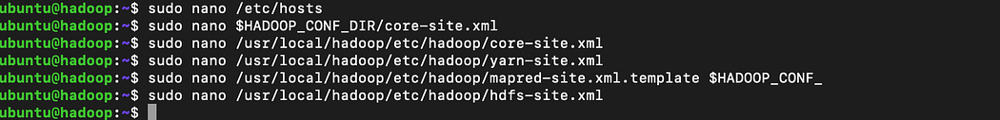 ubuntu@hadoop:~$ sudo nano /etc/hosts
ubuntu@hadoop:~$ sudo nano $HADOOP_CONF_DIR/core-site.xml
ubuntu@hadoop:~$ sudo nano /usr/local/hadoop/etc/hadoop/core-site.xml
ubuntu@hadoop:~$ sudo nano /usr/local/hadoop/etc/hadoop/yarn-site.xml
ubuntu@hadoop:~$ sudo nano /usr/local/hadoop/etc/hadoop/mapred-site.xml.template $HADOOP_CONF_
ubuntu@hadoop:~$ sudo nano /usr/local/hadoop/etc/hadoop/hdfs-site.xml
ubuntu@hadoop:~$